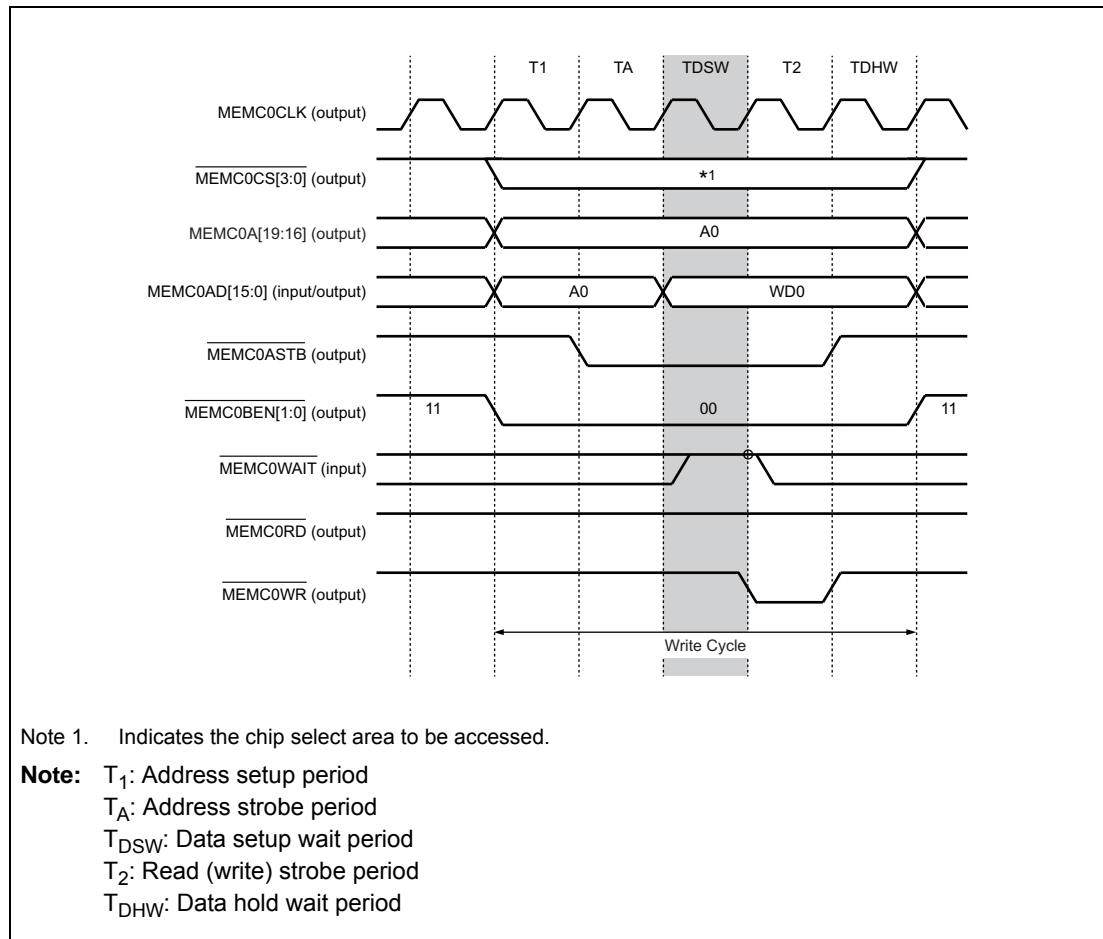 T1 TA TDSW T2 TDHW
MEMC0CLK (output)
MEMC0CS[3:0] (output) *1
MEMC0A[19:16] (output) A0
MEMC0AD[15:0] (input/output) A0 WD0
MEMC0ASTB (output)
MEMC0BEN[1:0] (output) 11 00 11
MEMC0WAIT (input)
MEMC0RD (output)
MEMC0WR (output)
Write Cycle
Note 1. Indicates the chip select area to be accessed.
Note: T1: Address setup period
TA: Address strobe period
TDSW: Data setup wait period
T2: Read (write) strobe period
TDHW: Data hold wait period